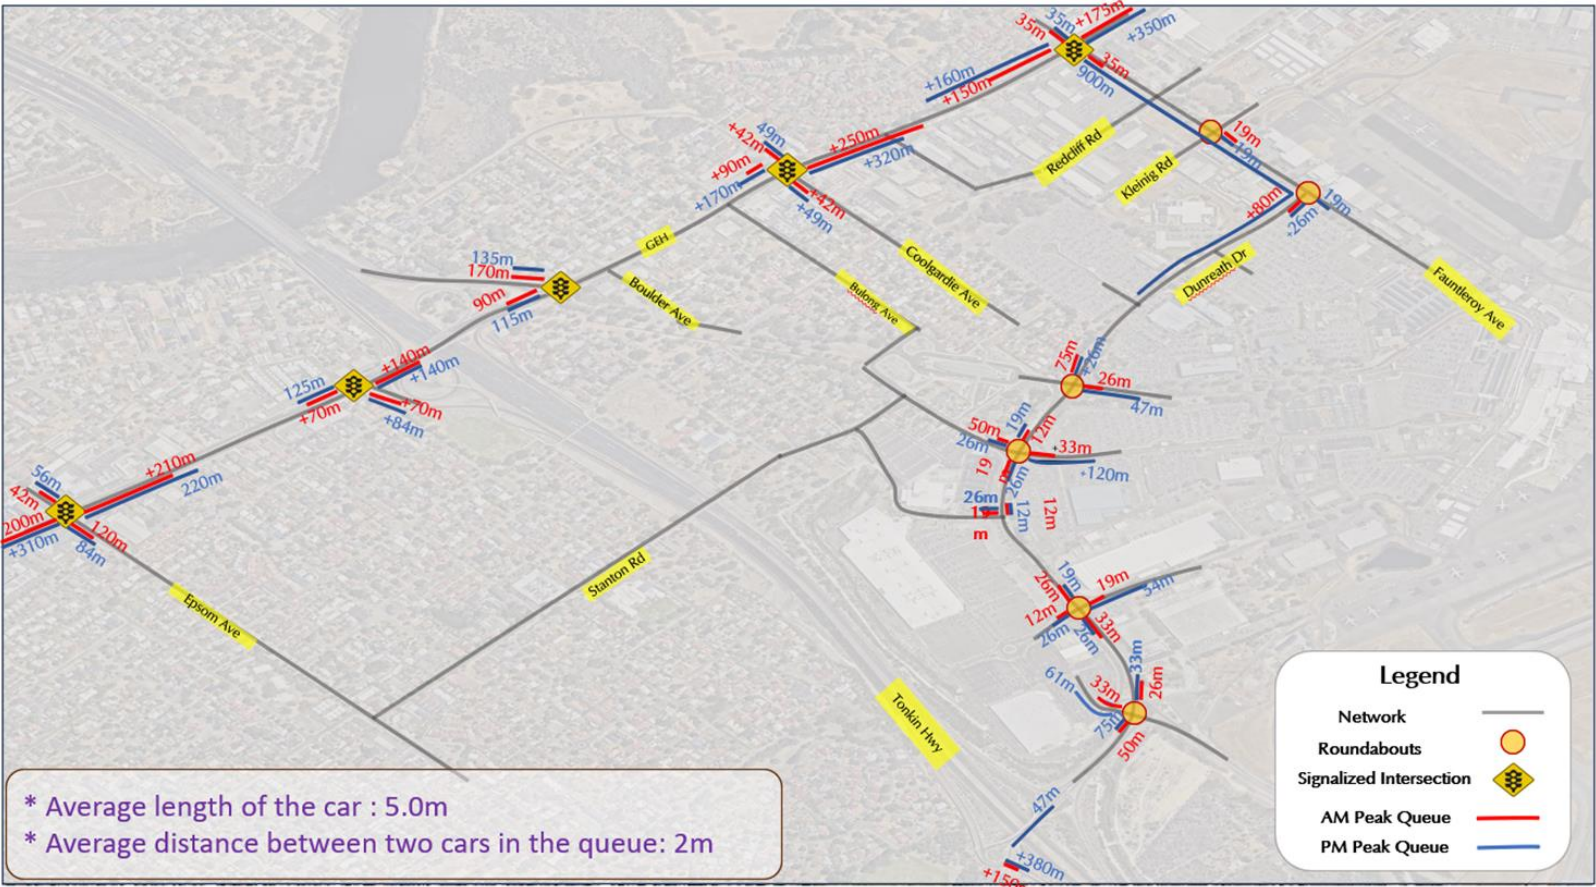 35m
35m
+175m
+350m
35m
900m
+160m
+150m
19m
19m
+42m
49m
+250m
+320m
+90m
+170m
+42m
+49m
Redcliff Rd
Kleinig Rd
+80m
19m
+26m
GEH
135m
170m
90m
115m
Boulder Ave
Bulong Ave
Coolgardie Ave
Dunreath Dr
Fauntleroy Ave
+140m
+140m
125m
+70m
+70m
+84m
75m
+26m
26m
47m
50m
26m
19m
12m
+33m
+120m
19
m
26m
26m
m
12m
12m
+210m
220m
56m
42m
200m
+310m
120m
84m
Epsom Ave
Stanton Rd
Tonkin Hwy
19m
26m
19m
54m
12m
26m
26m
33m
33m
26m
61m
33m
50m
47m
+380m
Legend
Network
Roundabouts
Signalized Intersection
AM Peak Queue
PM Peak Queue
* Average length of the car : 5.0m
* Average distance between two cars in the queue: 2m